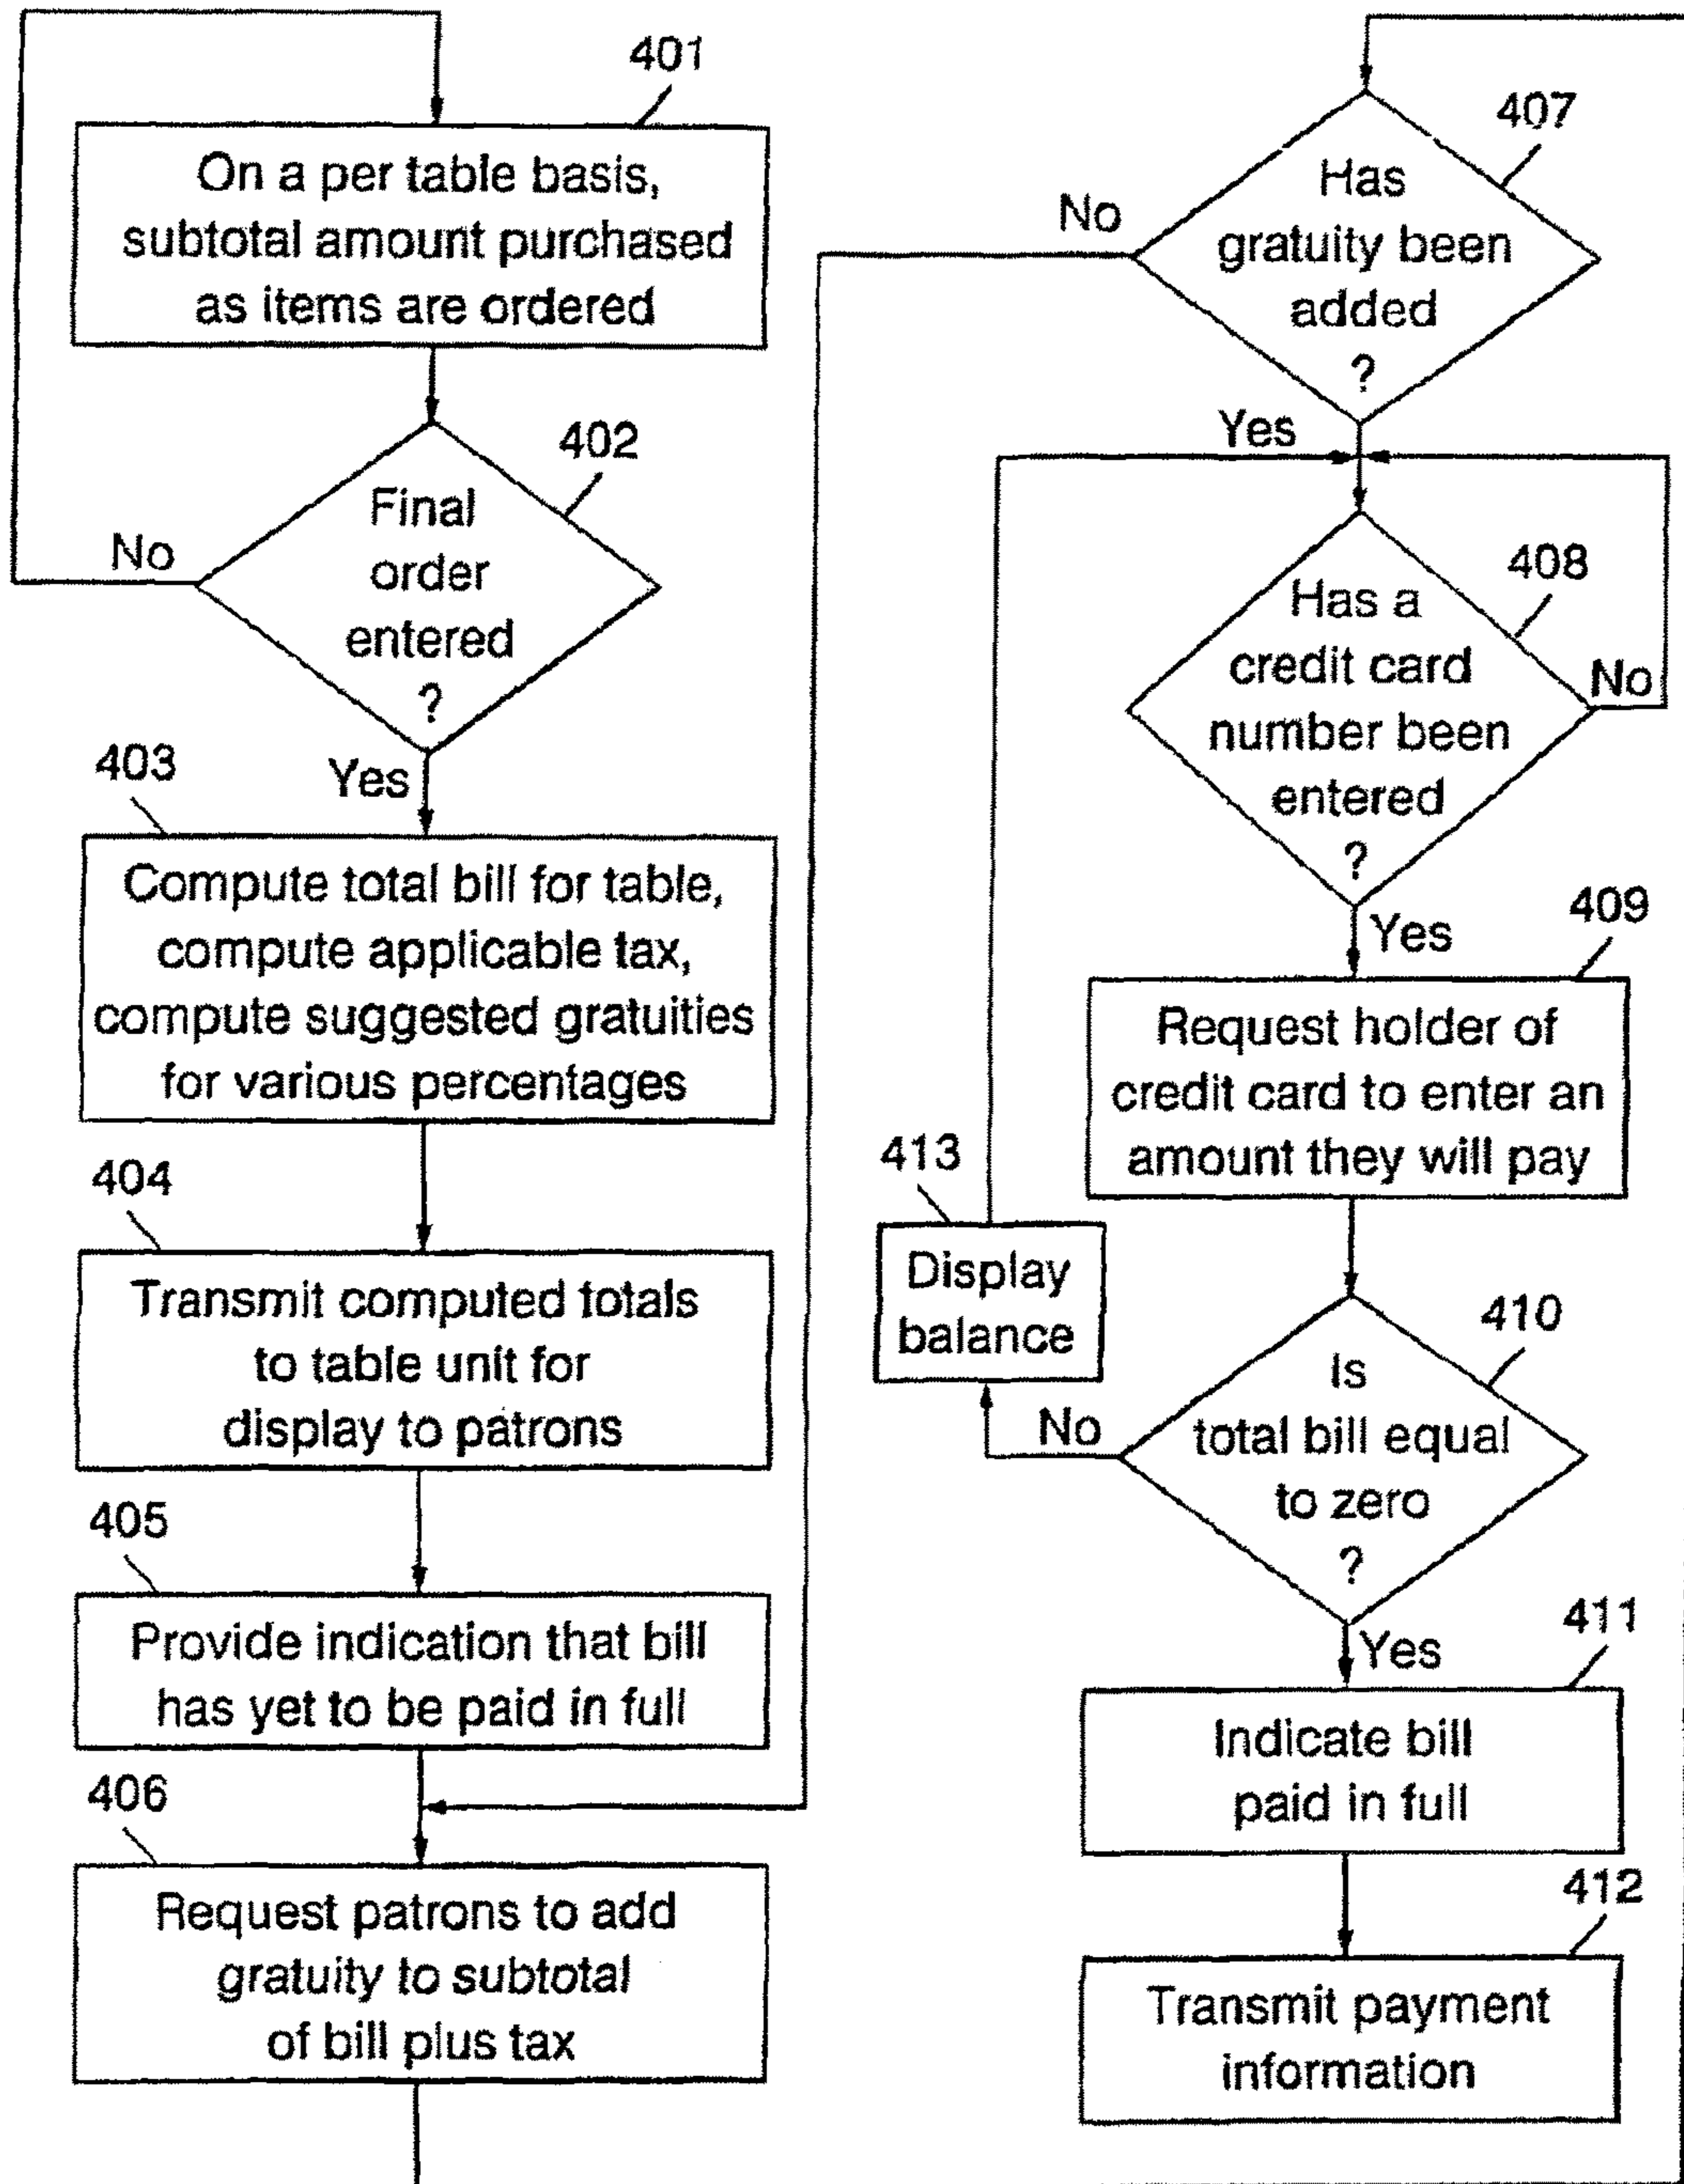 401
On a per table basis,
subtotal amount purchased
as items are ordered
402
Final
order
entered
?
No
Yes
403
Compute total bill for table,
compute applicable tax,
compute suggested gratuities
for various percentages
404
Transmit computed totals
to table unit for
display to patrons
405
Provide indication that bill
has yet to be paid in full
406
Request patrons to add
gratuity to subtotal
of bill plus tax
407
Has
gratuity been
added
?
No
Yes
408
Has a
credit card
number been
entered
?
No
Yes
409
Request holder of
credit card to enter an
amount they will pay
413
Display
balance
410
Is
total bill equal
to zero
?
No
Yes
411
Indicate bill
paid in full
412
Transmit payment
information